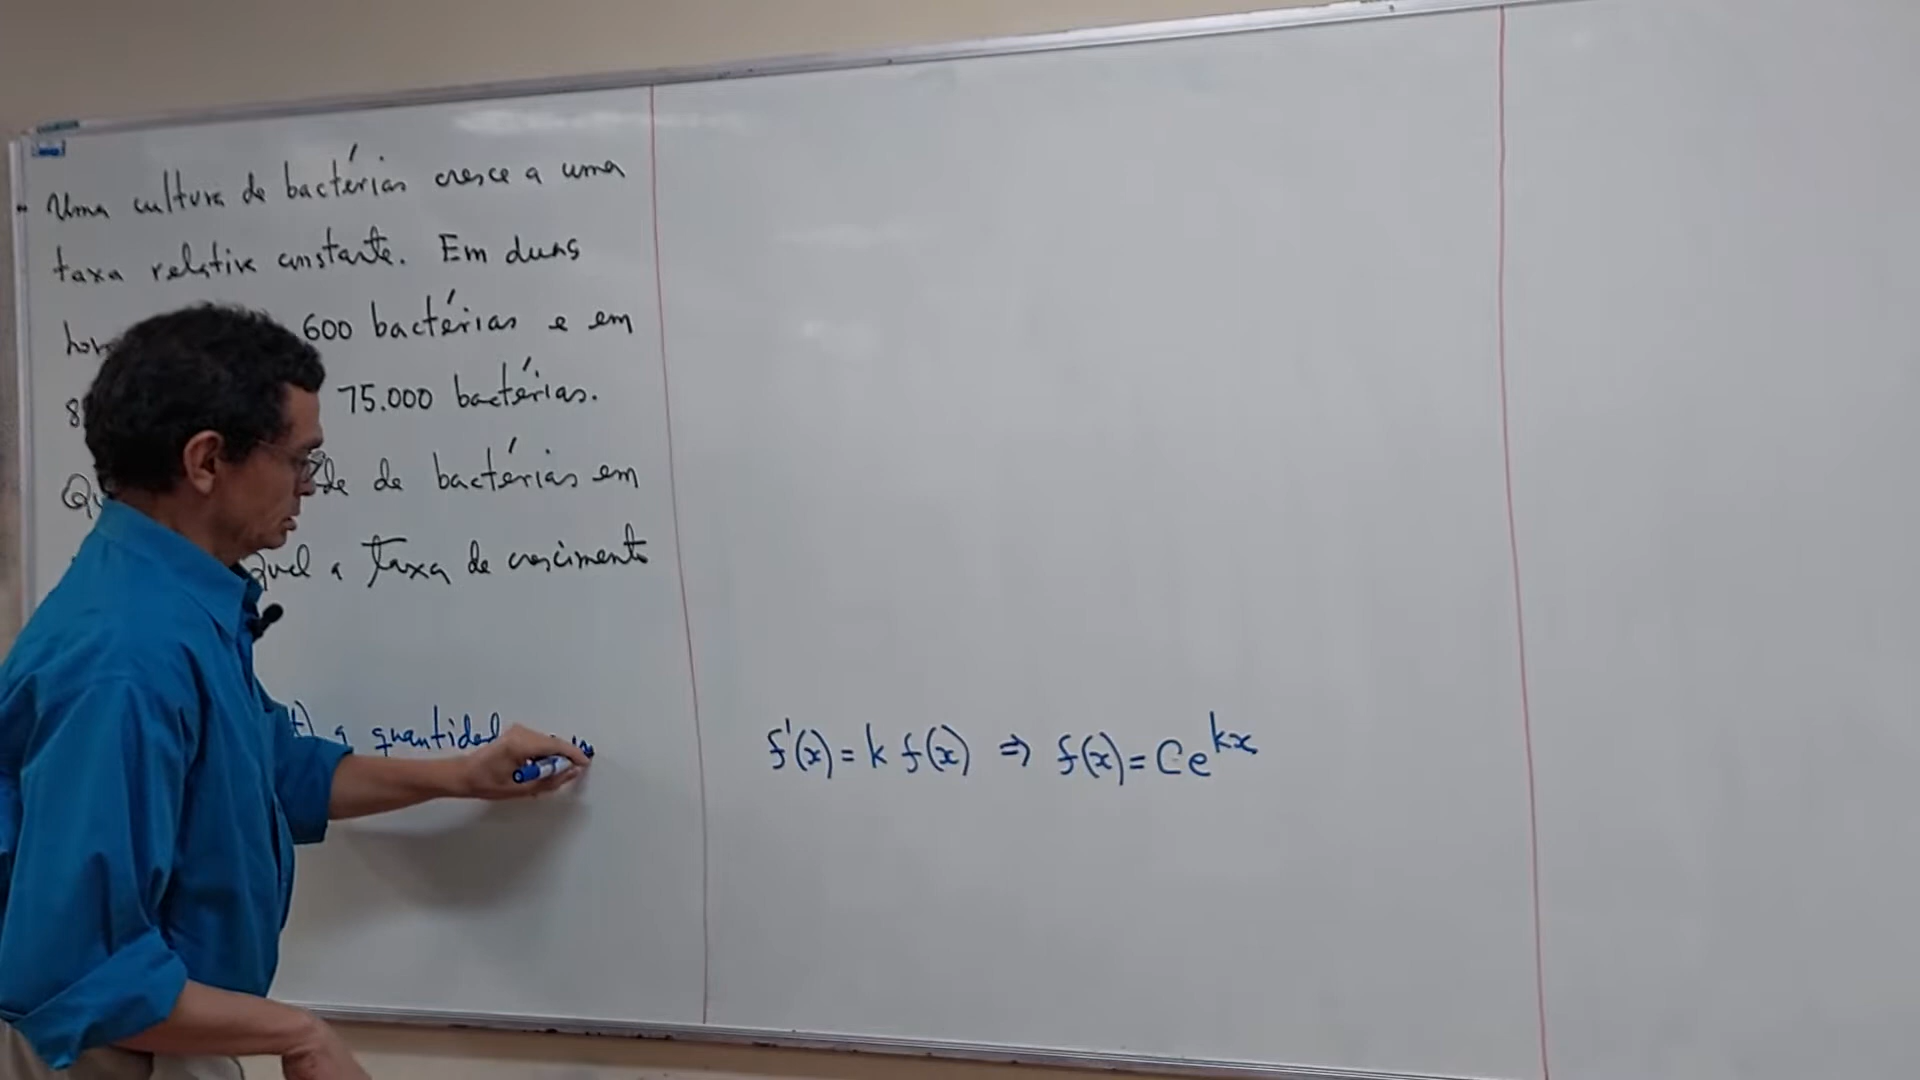 - Uma cultura de bactérias cresce a uma
taxa relativa constante. Em duas
600 bactérias e em
75.000 bactérias.
de bactérias em
Qual a taxa de crescimento
a quantidad
f'(x) = k f(x) ⇒ f(x) = Ce^{kx}